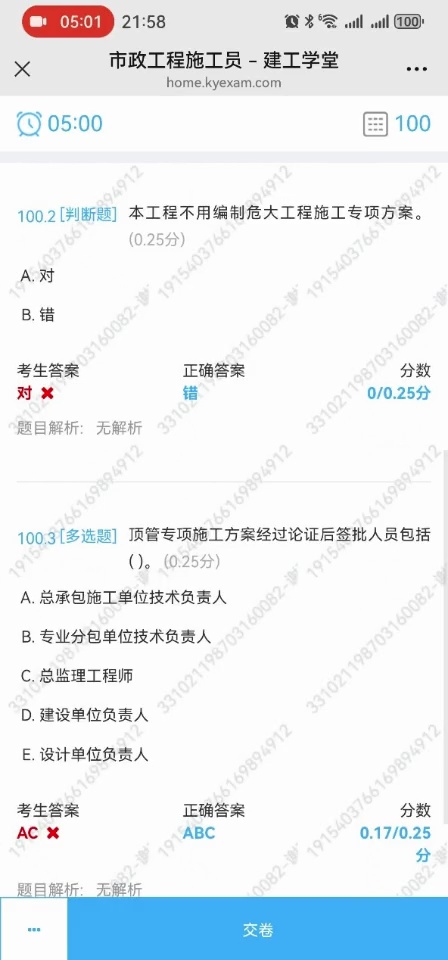 05:01 21:58 6 100
市政工程施工员 – 建工学堂
home.kyexam.com
05:00 100
100.2 [判断题] 本工程不用编制危大工程施工专项方案。
(0.25分)
A. 对
B. 错
考生答案 正确答案 分数
对 错 0/0.25分
题目解析: 无解析
100.3 [多选题] 顶管专项施工方案经过论证后签批人员包括
( )。 (0.25分)
A. 总承包施工单位技术负责人
B. 专业分包单位技术负责人
C. 总监理工程师
D. 建设单位负责人
E. 设计单位负责人
考生答案 正确答案 分数
AC ABC 0.17/0.25
分
题目解析: 无解析
交卷